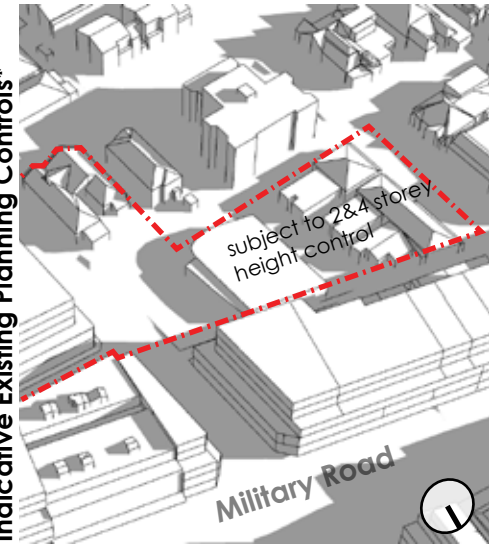 Indicative Existing Planning Controls*
subject to 2&4 storey
height control
Military Road